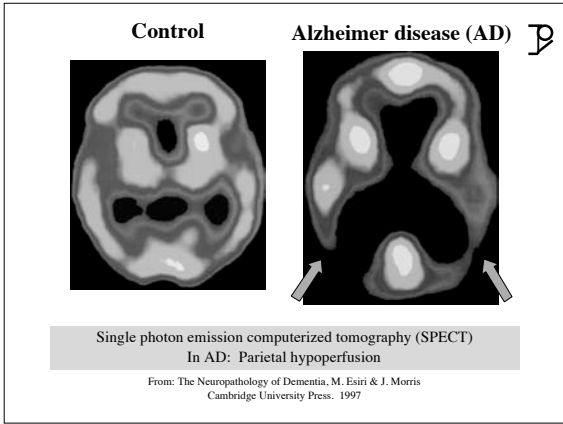 Control
Alzheimer disease (AD)
Single photon emission computerized tomography (SPECT)
In AD: Parietal hypoperfusion
From: The Neuropathology of Dementia, M. Esiri & J. Morris
Cambridge University Press. 1997